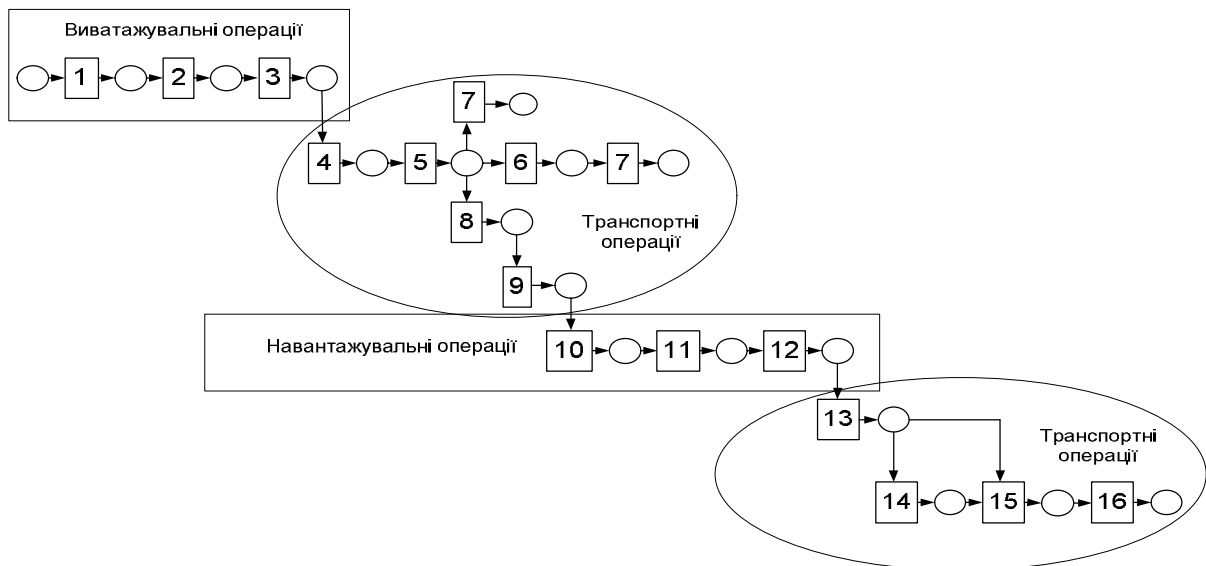 Виватажувальні операції
1 2 3
7
4 5 6 7
8
Транспортні
операції
9
Навантажувальні операції
10 11 12
13
Транспортні
операції
14 15 16